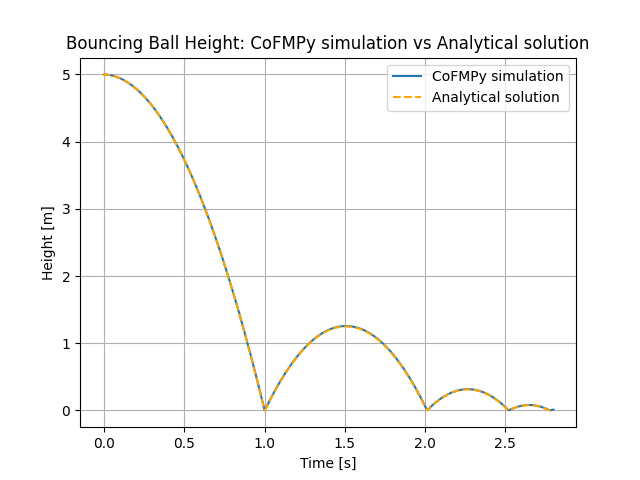 Bouncing Ball Height: CoFMPy simulation vs Analytical solution
CoFMPy simulation
Analytical solution
Height [m]
5
4
3
2
1
0
0.0 0.5 1.0 1.5 2.0 2.5
Time [s]